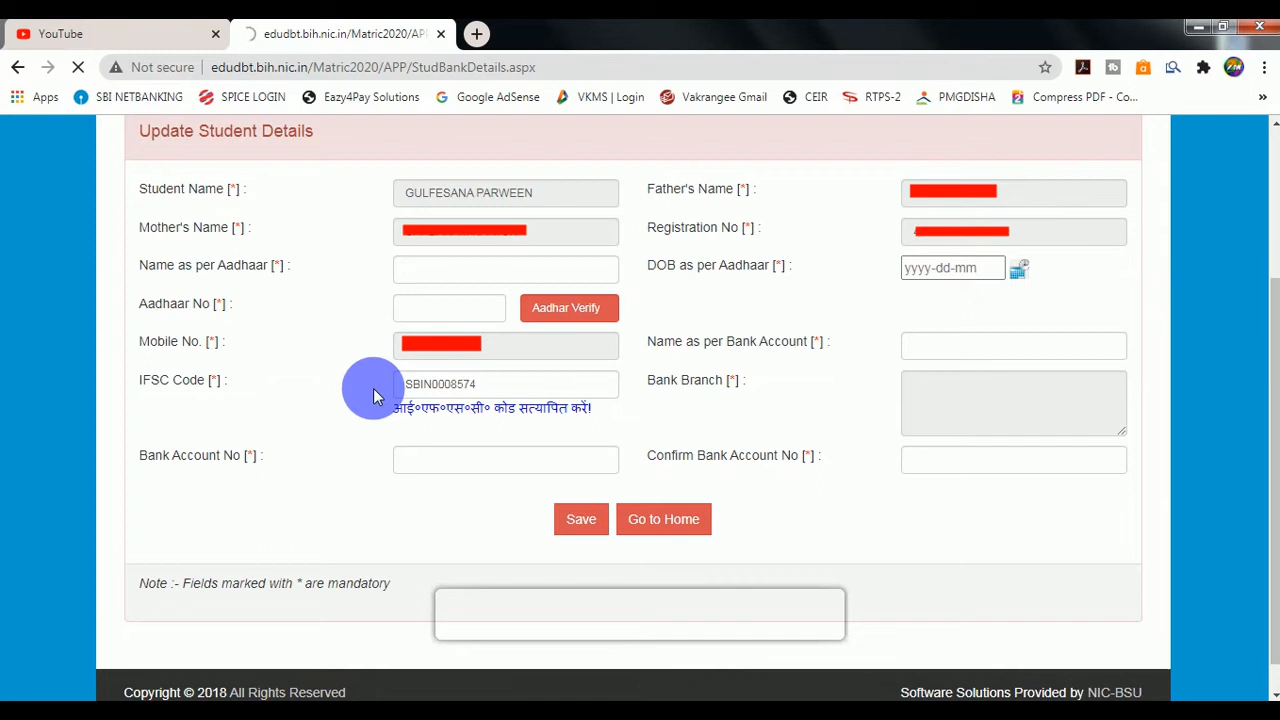 YouTube
edudbt.bih.nic.in/Matric2020/AP
Not secure edudbt.bih.nic.in/Matric2020/APP/StudBankDetails.aspx
Apps SBI NETBANKING SPICE LOGIN Eazy4Pay Solutions Google AdSense VKMS | Login Vakrangee Gmail CEIR RTPS-2 PMGDISHA Compress PDF - Co... »
Update Student Details
Student Name [*] : GULFESANA PARWEEN Father's Name [*] :
Mother's Name [*] : Registration No [*] :
Name as per Aadhaar [*] : DOB as per Aadhaar [*] : yyyy-dd-mm
Aadhaar No [*] : Aadhar Verify
Mobile No. [*] : Name as per Bank Account [*] :
IFSC Code [*] : SBIN0008574 Bank Branch [*] :
आई॰एफ॰एस॰सी॰ कोड सत्यापित करें!
Bank Account No [*] : Confirm Bank Account No [*] :
Save Go to Home
Note :- Fields marked with * are mandatory
Copyright © 2018 All Rights Reserved Software Solutions Provided by NIC-BSU